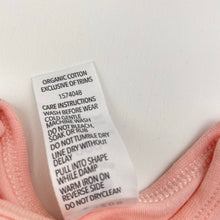 ORGANIC COTTON
EXCLUSIVE OF TRIMS
1574048
CARE INSTRUCTIONS
WASH BEFORE WEAR
COLD GENTLE
MACHINE WASH
DO NOT BLEACH,
SOAK OR RUB
DO NOT TUMBLE DRY
LINE DRY WITHOUT
DELAY
PULL INTO SHAPE
WHILE DAMP
WARM IRON ON
REVERSE SIDE
DO NOT DRYCLEAN